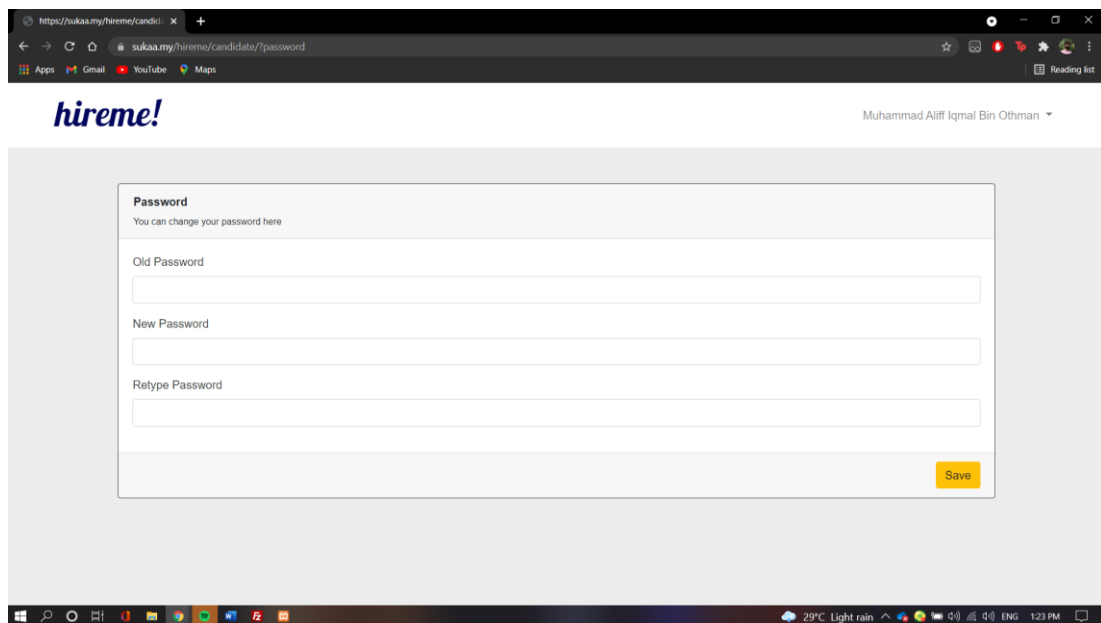 https://sukaa.my/hireme/candida
sukaa.my/hireme/candidate/?password
Apps Gmail YouTube Maps Reading list
hireme! Muhammad Aliff Iqmal Bin Othman
Password
You can change your password here
Old Password
New Password
Retype Password
Save
29°C Light rain ENG 1:23 PM